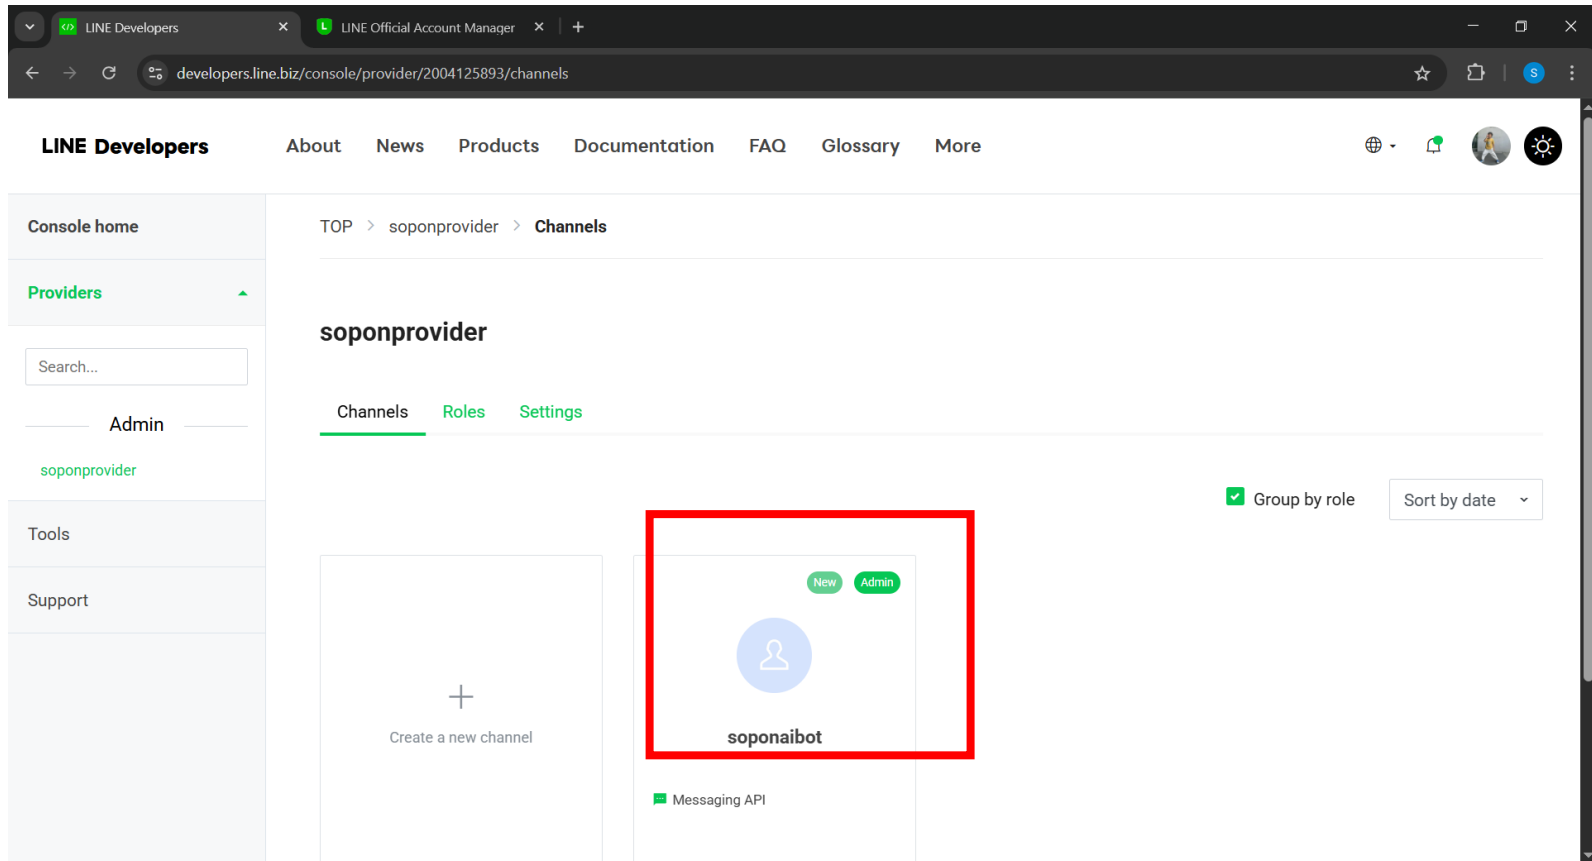 LINE Developers
LINE Official Account Manager
developers.line.biz/console/provider/2004125893/channels
S
LINE Developers
About News Products Documentation FAQ Glossary More
Console home
Providers
Search...
Admin
soponprovider
Tools
Support
TOP > soponprovider > Channels
soponprovider
Channels Roles Settings
Group by role
Sort by date
Create a new channel
New Admin
soponaibot
Messaging API